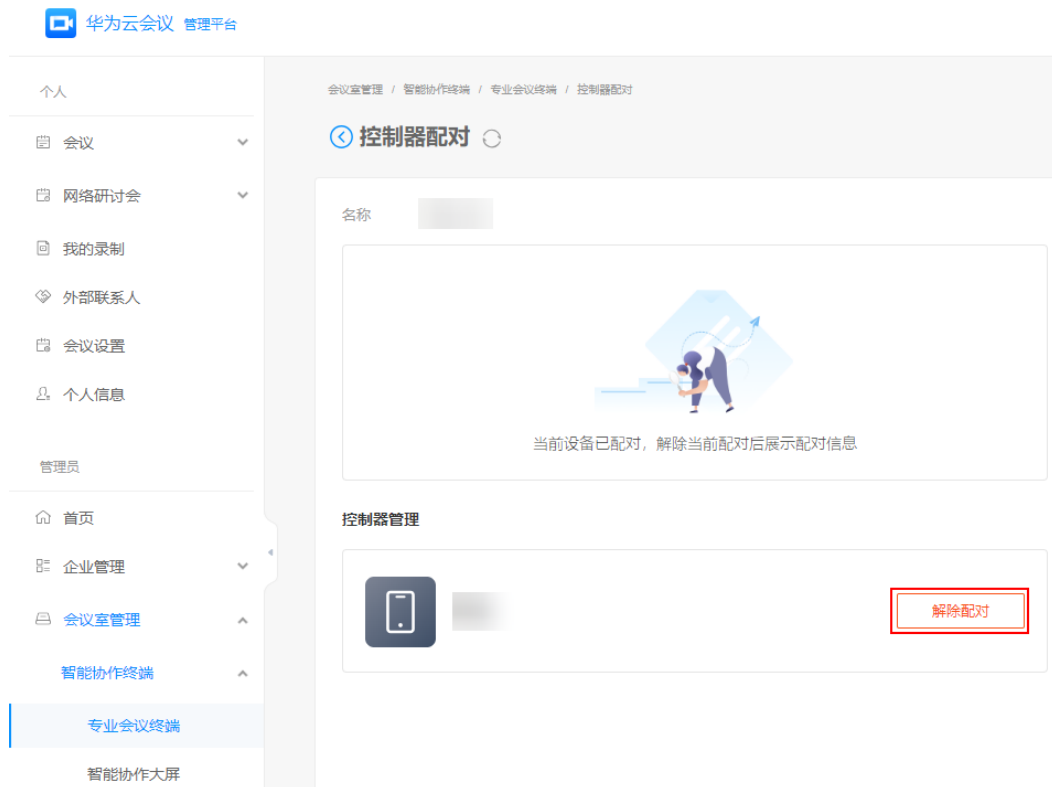 华为云会议 管理平台
个人
会议
网络研讨会
我的录制
外部联系人
会议设置
个人信息
管理员
首页
企业管理
会议室管理
智能协作终端
专业会议终端
智能协作大屏
会议室管理 / 智能协作终端 / 专业会议终端 / 控制器配对
控制器配对
名称
当前设备已配对，解除当前配对后展示配对信息
控制器管理
解除配对